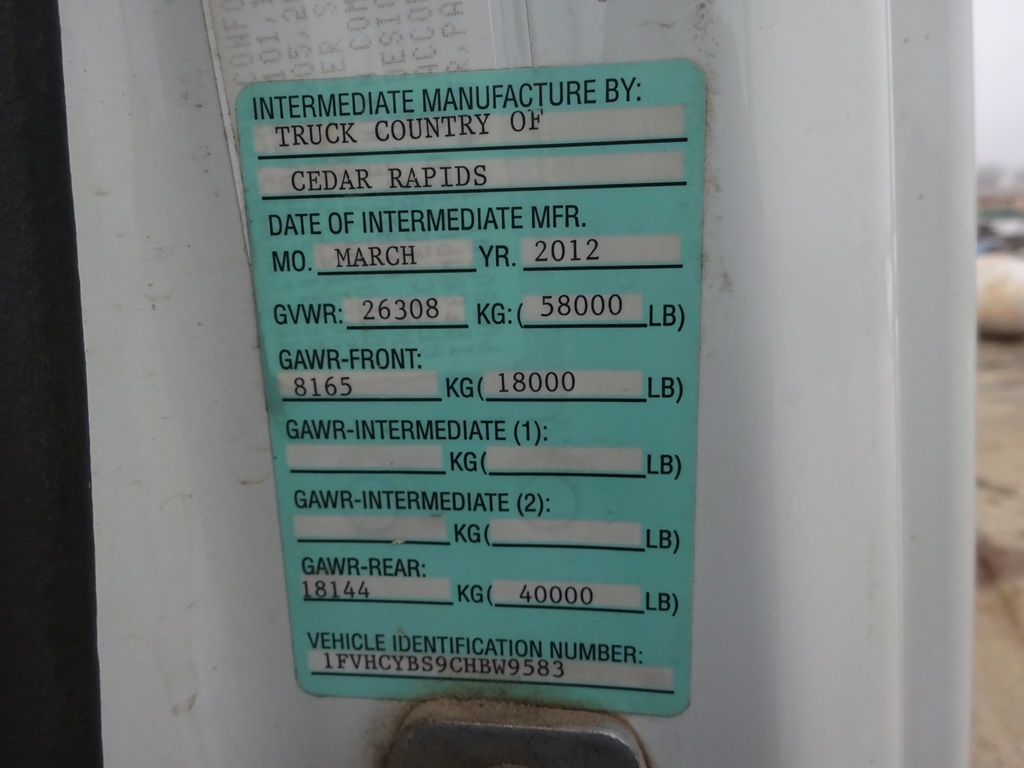 INTERMEDIATE MANUFACTURE BY:
TRUCK COUNTRY OF
CEDAR RAPIDS
DATE OF INTERMEDIATE MFR.
MO. MARCH YR. 2012
GVWR: 26308 KG: ( 58000 LB)
GAWR-FRONT:
8165 KG ( 18000 LB)
GAWR-INTERMEDIATE (1):
KG ( LB)
GAWR-INTERMEDIATE (2):
KG ( LB)
GAWR-REAR:
18144 KG ( 40000 LB)
VEHICLE IDENTIFICATION NUMBER:
1FVHCYBS9CHBW9583